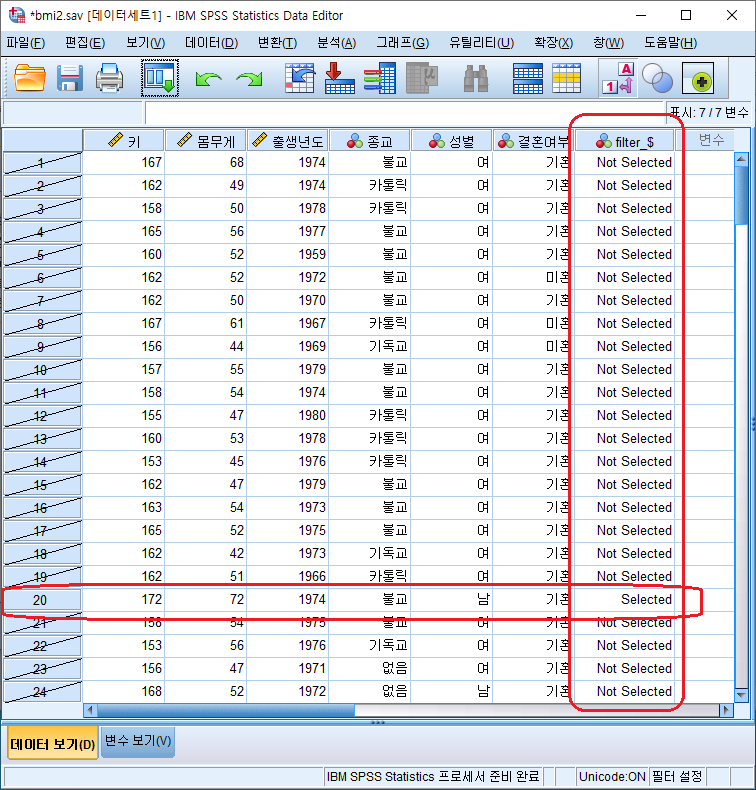 *bmi2.sav [데이터세트1] - IBM SPSS Statistics Data Editor
파일(F) 편집(E) 보기(V) 데이터(D) 변환(T) 분석(A) 그래프(G) 유틸리티(U) 확장(X) 창(W) 도움말(H)
표시: 7 / 7 변수
키 몸무게 출생년도 종교 성별 결혼여부 filter_$ 변수
1 167 68 1974 불교 여 기혼 Not Selected
2 162 49 1974 카톨릭 여 기혼 Not Selected
3 158 50 1978 카톨릭 여 기혼 Not Selected
4 165 56 1977 불교 여 기혼 Not Selected
5 160 52 1959 불교 여 기혼 Not Selected
6 162 52 1972 불교 여 미혼 Not Selected
7 162 50 1970 불교 여 기혼 Not Selected
8 167 61 1967 카톨릭 여 미혼 Not Selected
9 156 44 1969 기독교 여 미혼 Not Selected
10 157 55 1979 불교 여 기혼 Not Selected
11 158 54 1974 불교 여 기혼 Not Selected
12 155 47 1980 카톨릭 여 기혼 Not Selected
13 160 53 1978 카톨릭 여 기혼 Not Selected
14 153 45 1976 카톨릭 여 기혼 Not Selected
15 162 47 1979 불교 여 기혼 Not Selected
16 163 54 1973 불교 여 기혼 Not Selected
17 165 52 1975 불교 여 기혼 Not Selected
18 162 42 1973 기독교 여 기혼 Not Selected
19 162 51 1966 카톨릭 여 기혼 Not Selected
20 172 72 1974 불교 남 기혼 Selected
21 158 54 1975 불교 여 기혼 Not Selected
22 153 56 1976 기독교 여 기혼 Not Selected
23 156 47 1971 없음 여 기혼 Not Selected
24 168 52 1972 없음 남 기혼 Not Selected
데이터 보기(D) 변수 보기(V)
IBM SPSS Statistics 프로세서 준비 완료 Unicode:ON 필터 설정